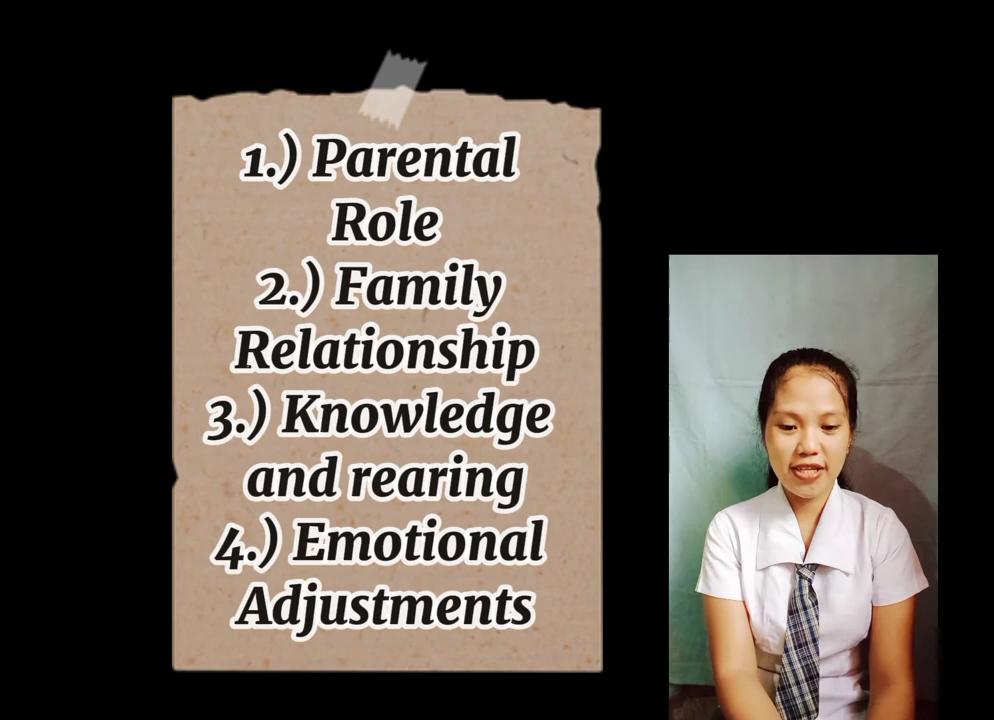 1.) Parental
Role
2.) Family
Relationship
3.) Knowledge
and rearing
4.) Emotional
Adjustments